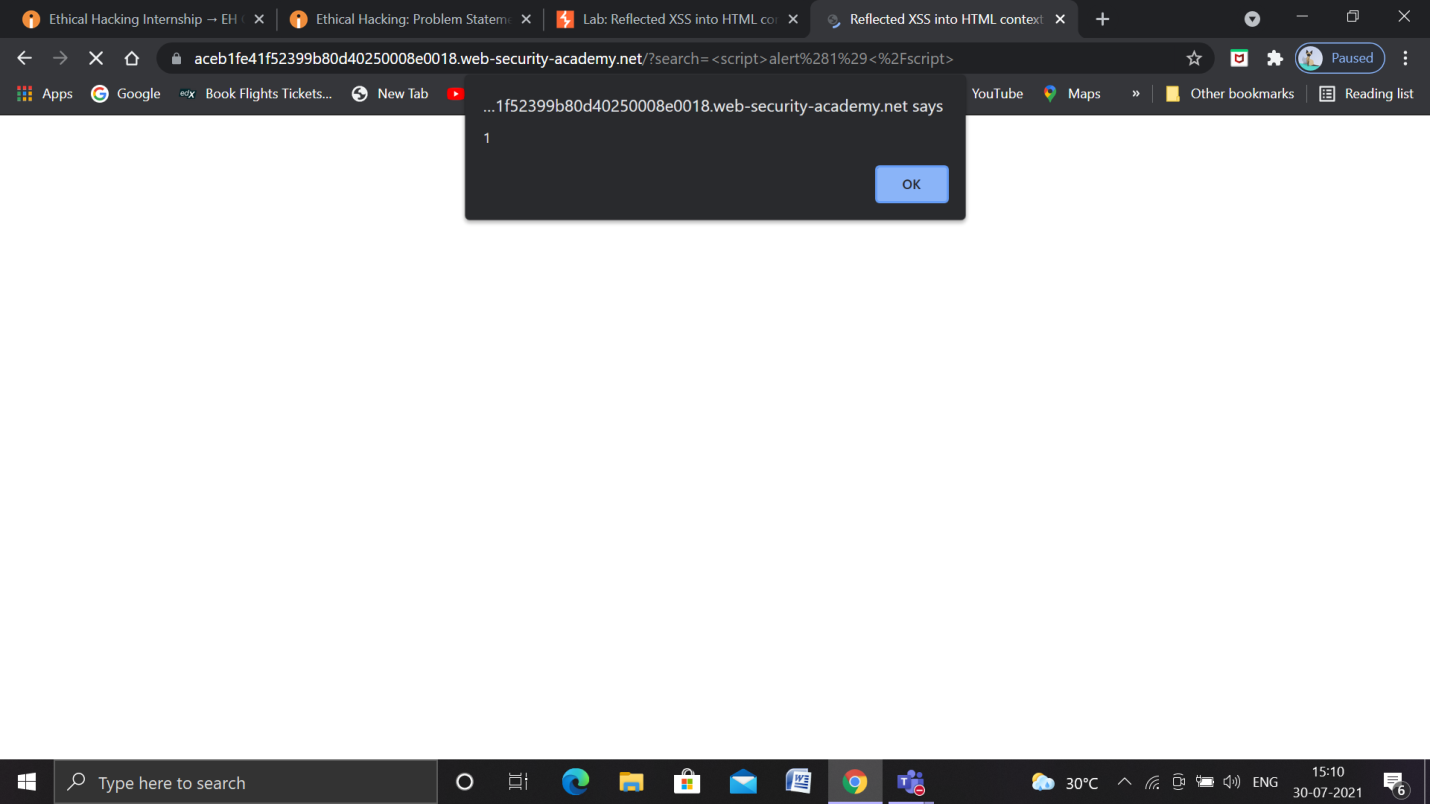 Ethical Hacking Internship → EH
Ethical Hacking: Problem Stateme
Lab: Reflected XSS into HTML cor
Reflected XSS into HTML context
aceb1fe41f52399b80d40250008e0018.web-security-academy.net/?search=<script>alert%281%29<%2Fscript>
Paused
Apps
Google
edX
Book Flights Tickets...
New Tab
YouTube
Maps
»
Other bookmarks
Reading list
...1f52399b80d40250008e0018.web-security-academy.net says
1
OK
Type here to search
30°C
ENG
15:10
30-07-2021
6